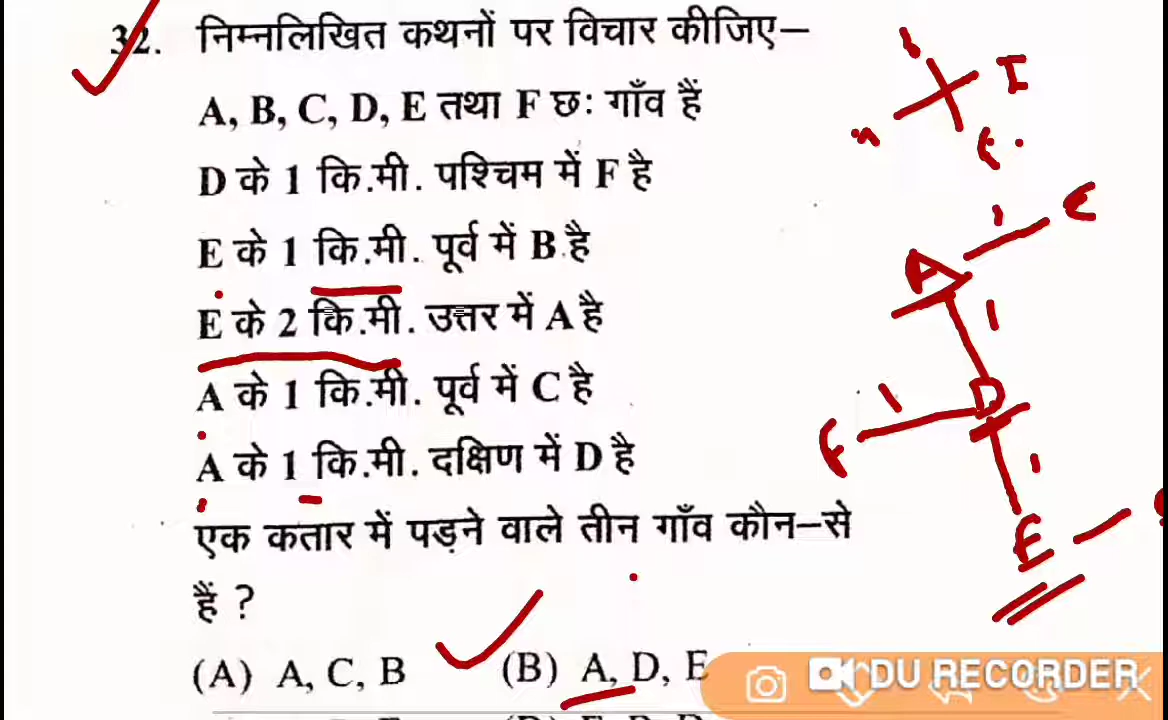 32. निम्नलिखित कथनों पर विचार कीजिए–
A, B, C, D, E तथा F छः गाँव हैं
D के 1 कि.मी. पश्चिम में F है
E के 1 कि.मी. पूर्व में B है
E के 2 कि.मी. उत्तर में A है
A के 1 कि.मी. पूर्व में C है
A के 1 कि.मी. दक्षिण में D है
एक कतार में पड़ने वाले तीन गाँव कौन–से
हैं ?
(A) A, C, B (B) A, D, E
DU RECORDER
A
D
F
E